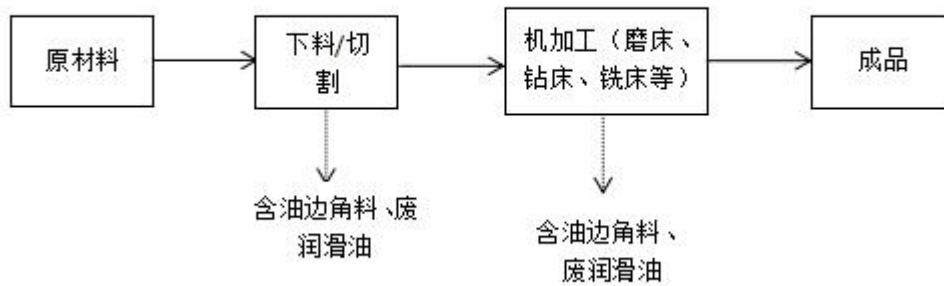 原材料
下料/切
割
机加工（磨床、
钻床、铣床等）
成品
含油边角料、废
润滑油
含油边角料、
废润滑油